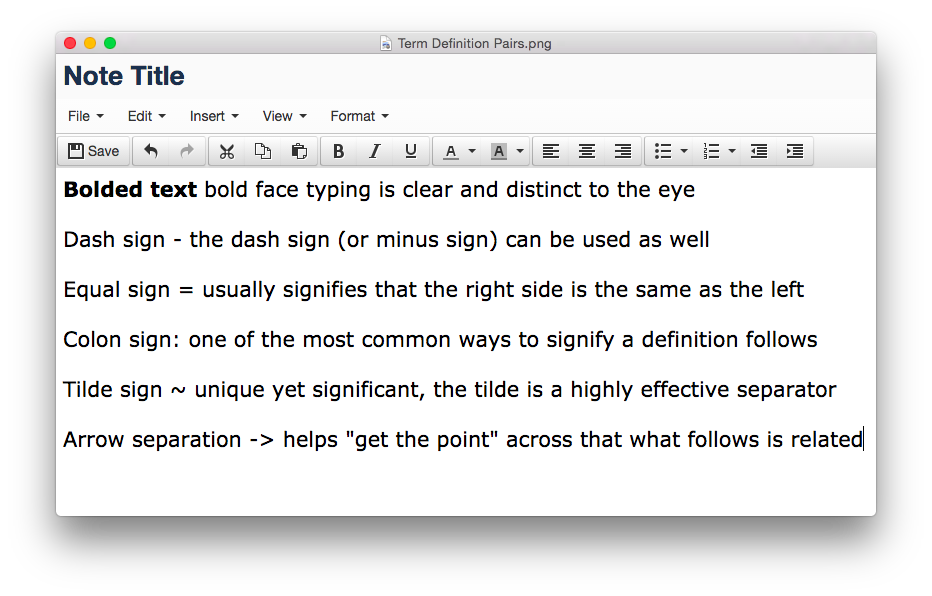 Term Definition Pairs.png
Note Title
File Edit Insert View Format
Save B I U A A
Bolded text bold face typing is clear and distinct to the eye
Dash sign - the dash sign (or minus sign) can be used as well
Equal sign = usually signifies that the right side is the same as the left
Colon sign: one of the most common ways to signify a definition follows
Tilde sign ~ unique yet significant, the tilde is a highly effective separator
Arrow separation -> helps "get the point" across that what follows is related